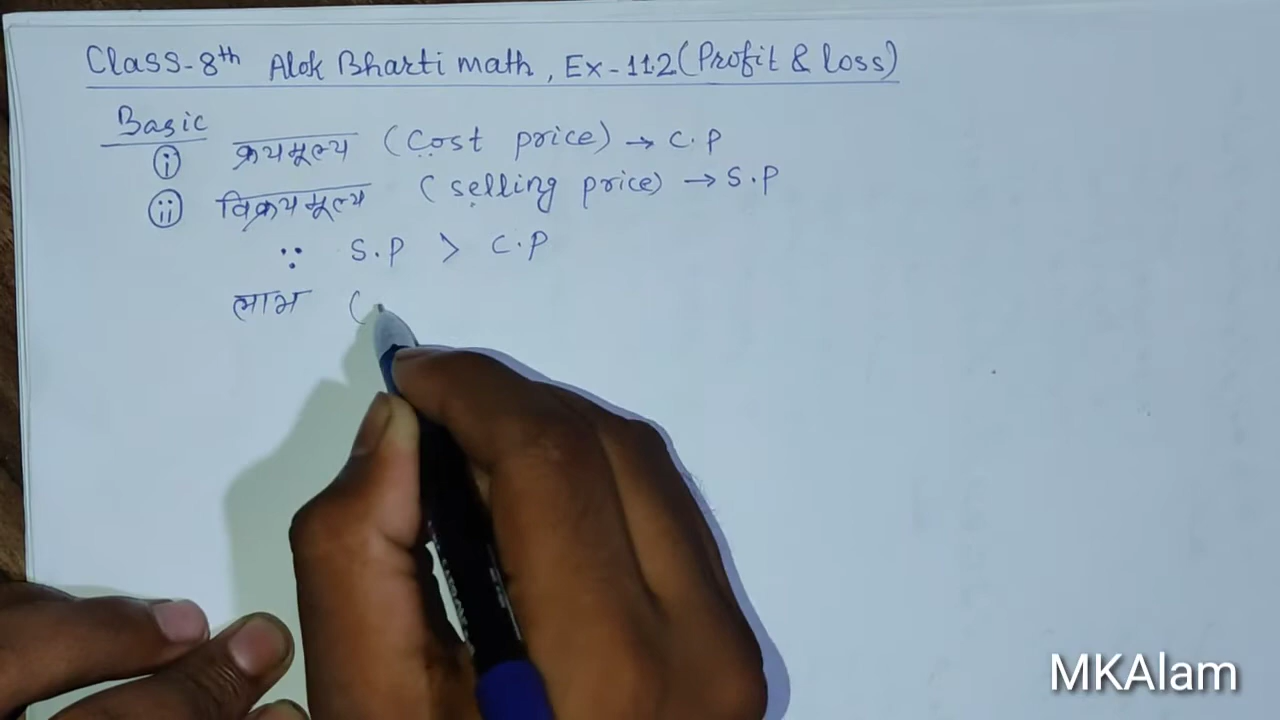 Class-8th Alok Bharti math, Ex-11.2 (Profit & loss)
Basic
(i) क्रयमूल्य (Cost price) → C.P
(ii) विक्रयमूल्य (selling price) → S.P
∵ S.P > C.P
लाभ (
MKAlam